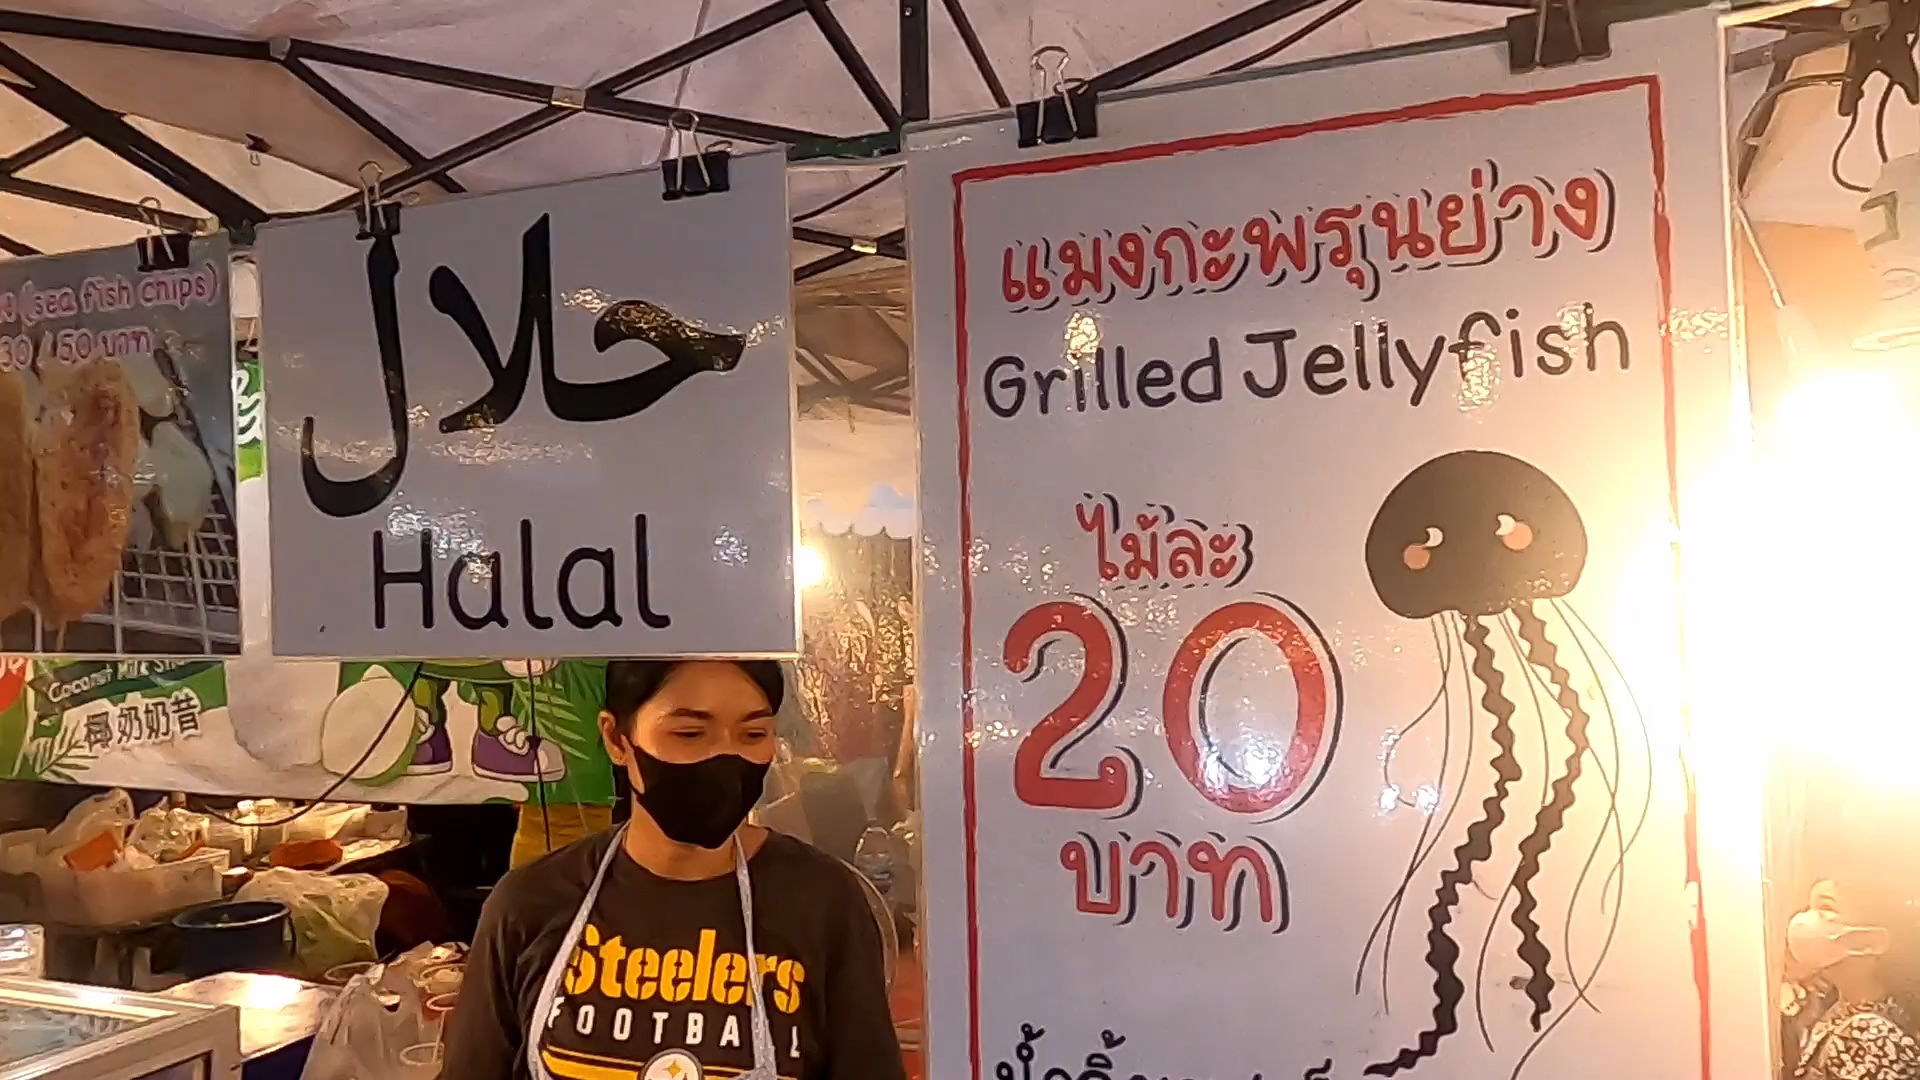 (sea fish chips)
30 / 50 บาท
حلال
Halal
แมงกะพรุนย่าง
Grilled Jellyfish
ไม้ละ
20
บาท
Coconut Milk
椰奶奶昔
Steelers
FOOTBALL